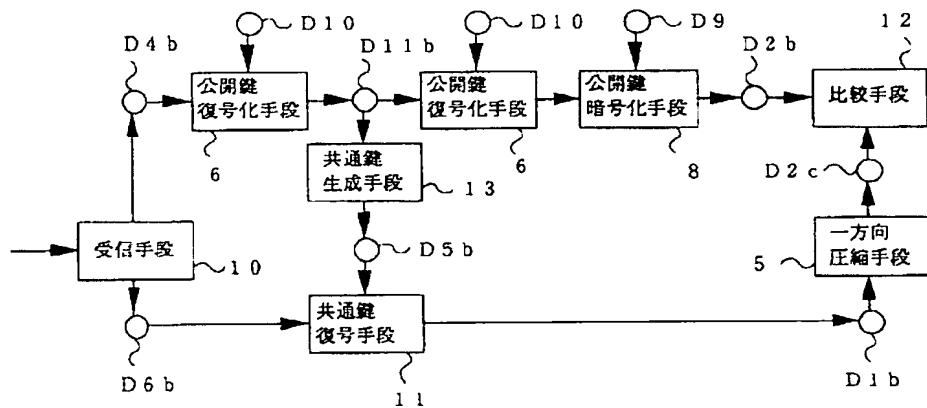 D10
D10
D9
12
D4b
D11b
D2b
公開鍵
復号化手段
公開鍵
復号化手段
公開鍵
暗号化手段
比較手段
6
共通鍵
生成手段
13
6
8
D2c
受信手段
10
D5b
5
一方向
圧縮手段
共通鍵
復号手段
D6b
11
D1b